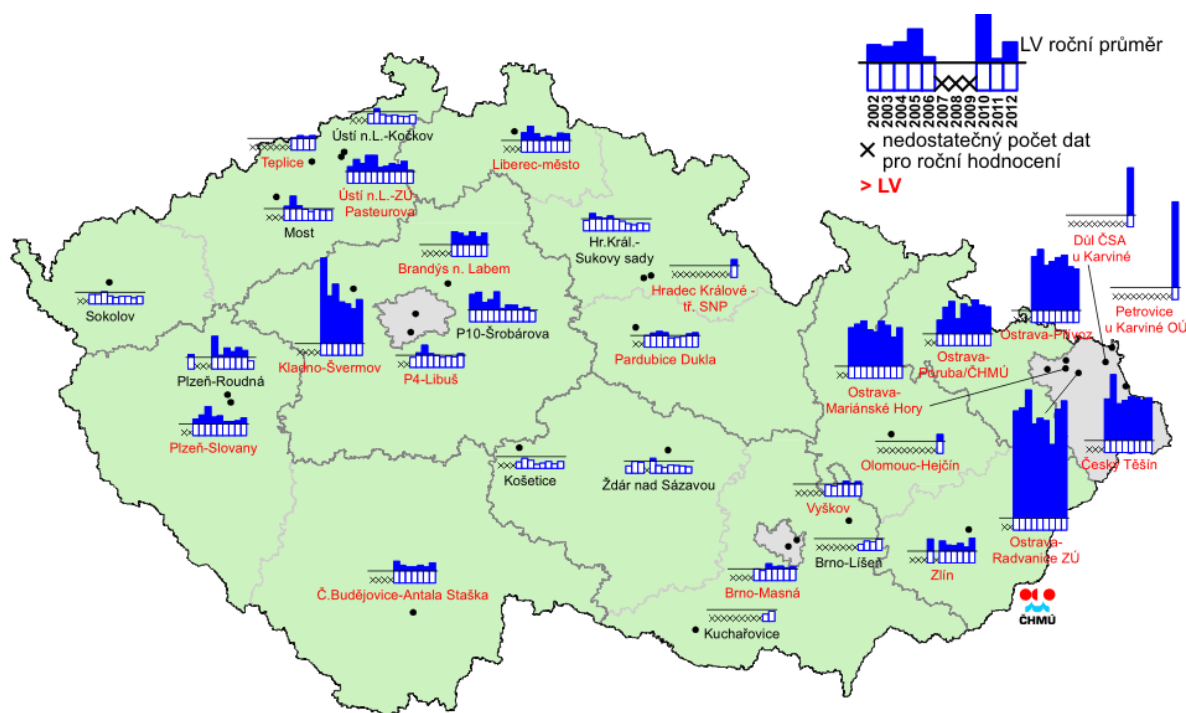 LV roční průměr
2002
2003
2004
2005
2006
2007
2008
2009
2010
2011
2012
nedostatečný počet dat
pro roční hodnocení
> LV
Ústí n.L.-Kočkov
Teplice
Liberec-město
Ústí n.L.-ZÚ-
Pasteurova
Most
Hr.Král.-
Sukovy sady
Důl ČSA
u Karviné
Brandýs n. Labem
Hradec Králové -
tř. SNP
Petrovice
u Karviné OÚ
Sokolov
P10-Šrobárova
Ostrava-Přívoz
Kladno-Švermov
Pardubice Dukla
Ostrava-
Poruba/ČHMÚ
Plzeň-Roudná
P4-Libuš
Ostrava-
Mariánské Hory
Plzeň-Slovany
Olomouc-Hejčín
Český Těšín
Košetice
Ždár nad Sázavou
Vyškov
Ostrava-
Radvanice ZÚ
Brno-Líšeň
Zlín
Č.Budějovice-Antala Staška
Brno-Masná
Kuchařovice
ČHMÚ